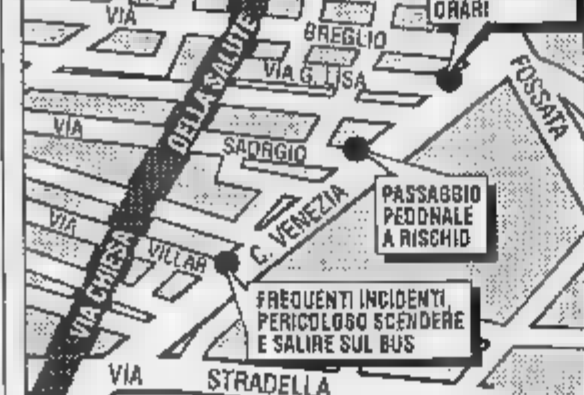 ORARI
VIA
BREGLIO
VIA G. LISA
FOSSATA
VIA
SAORGIO
PASSAGGIO
PEDONALE
A RISCHIO
C. VENEZIA
VIA
VILLAR
FREQUENTI INCIDENTI,
PERICOLOSO SCENDERE
E SALIRE SUL BUS
VIA CHIESA DELLA SALUTE
VIA STRADELLA